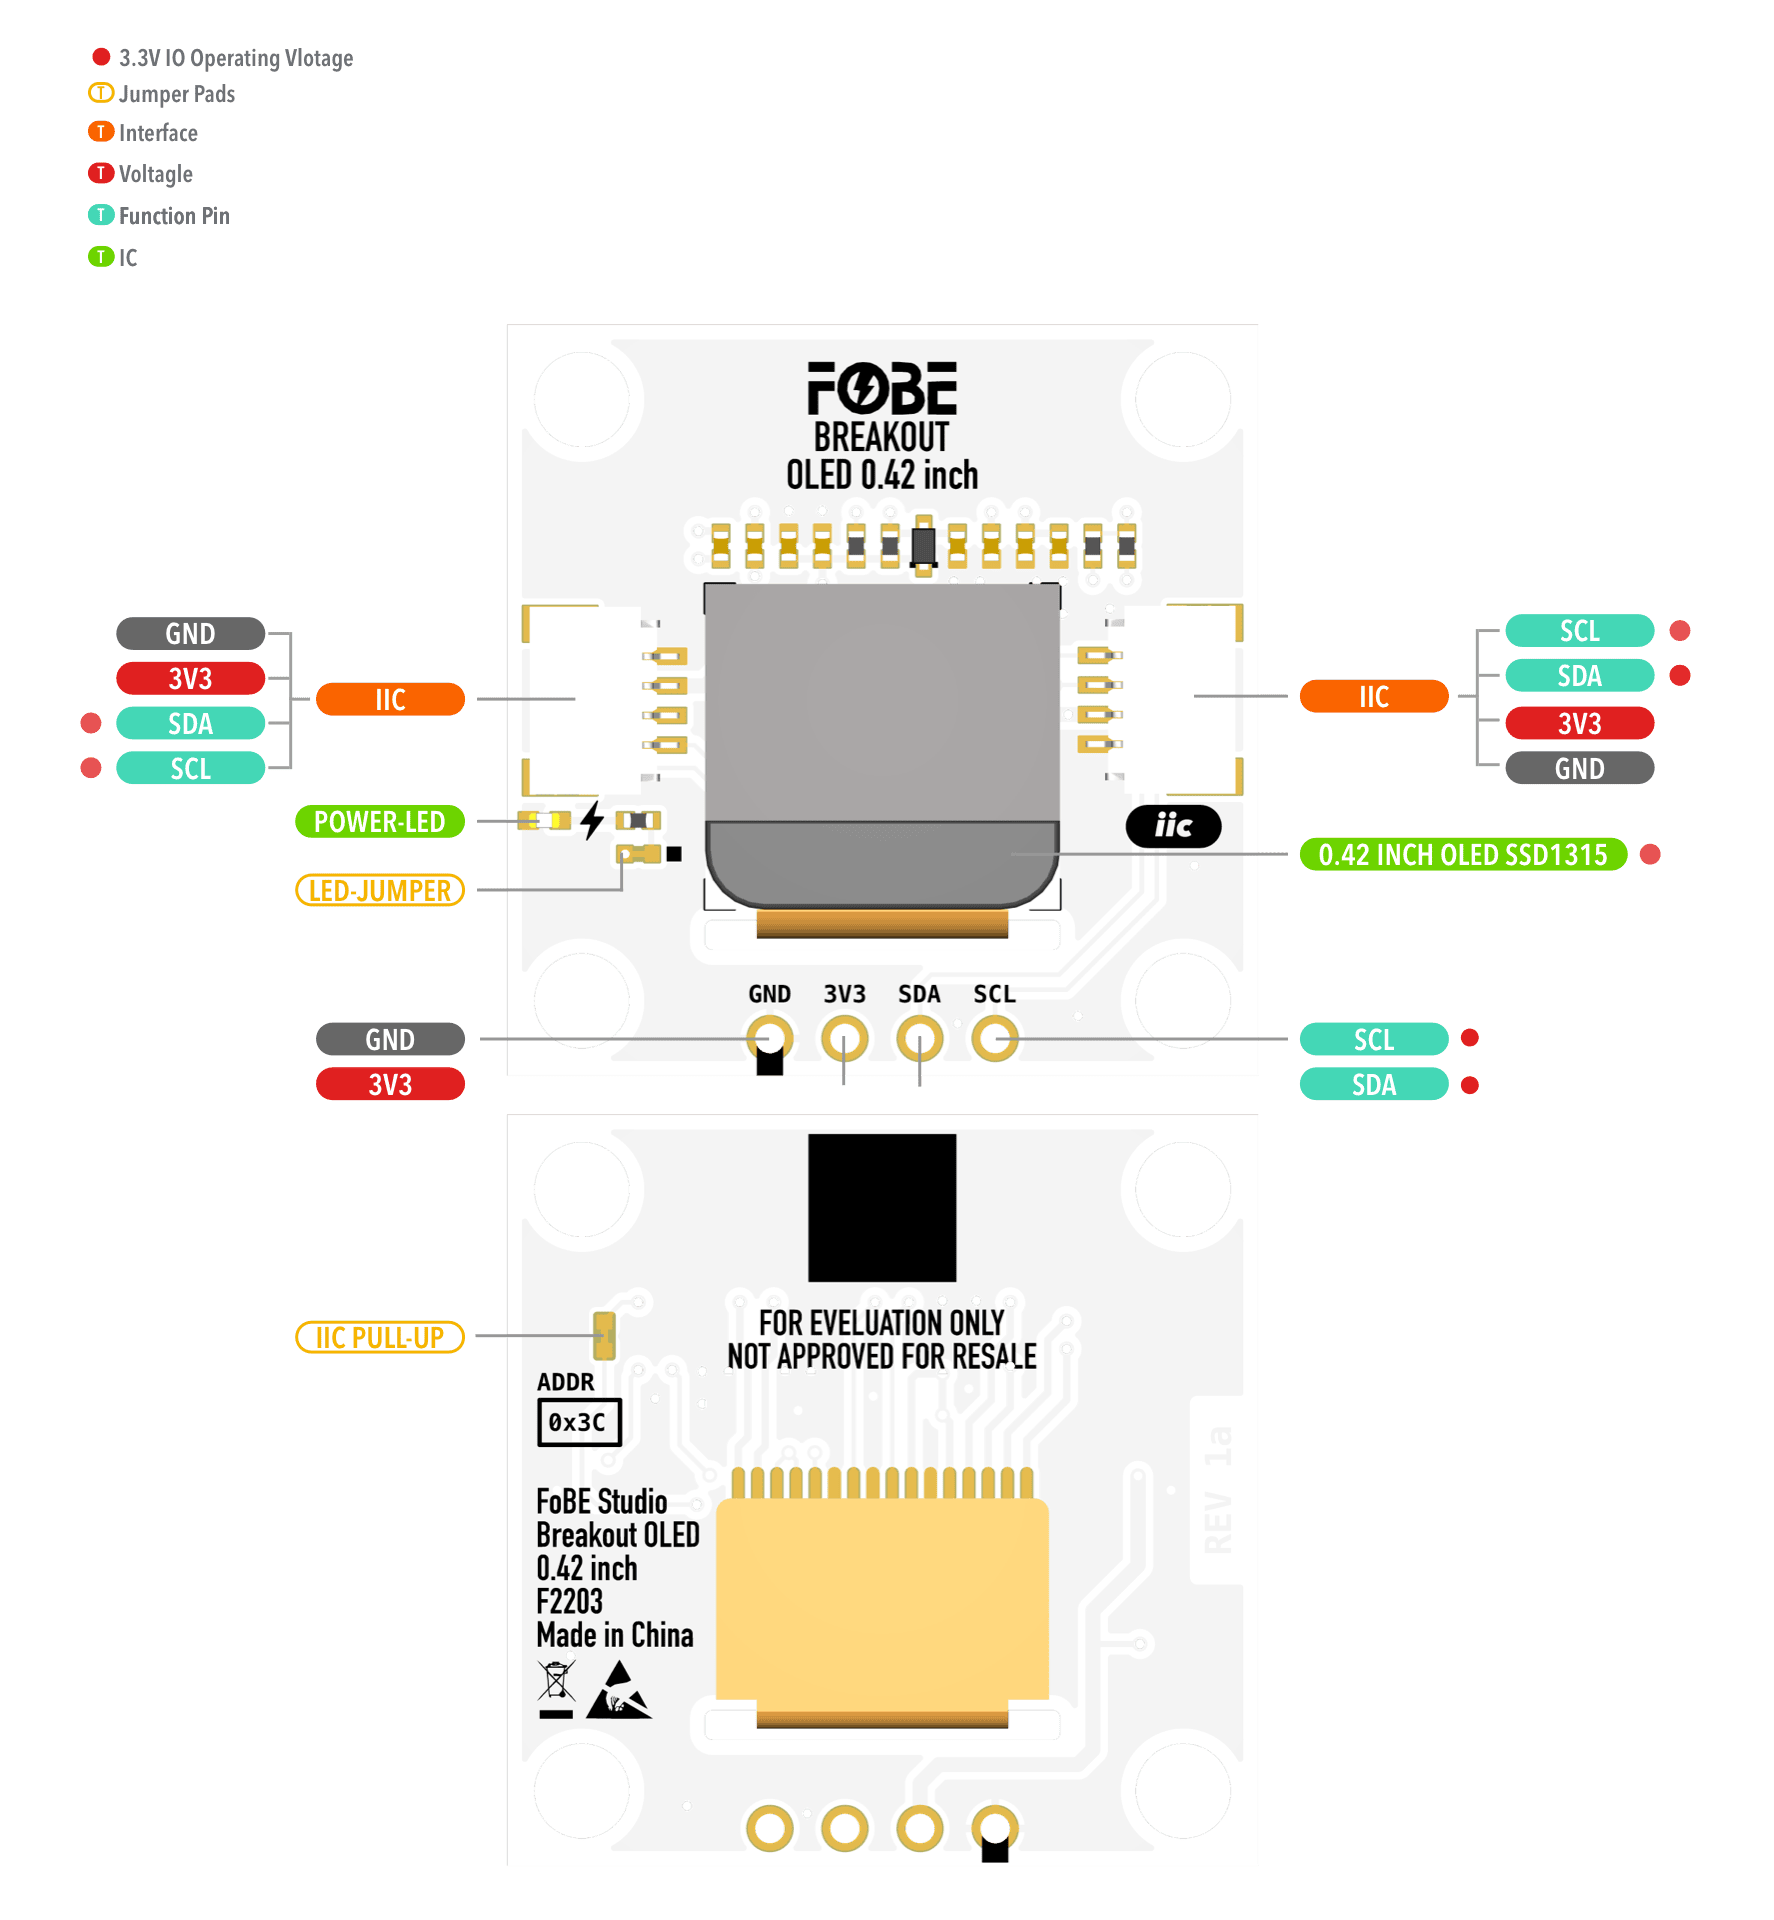 3.3V IO Operating Vlotage
T Jumper Pads
T Interface
T Voltagle
T Function Pin
T IC
FOBE
BREAKOUT
OLED 0.42 inch
GND
3V3
SDA
SCL
IIC
IIC
SCL
SDA
3V3
GND
POWER-LED
iic
0.42 INCH OLED SSD1315
LED-JUMPER
GND 3V3 SDA SCL
GND
3V3
SCL
SDA
FOR EVELUATION ONLY
NOT APPROVED FOR RESALE
IIC PULL-UP
ADDR
0x3C
REV 1a
FoBE Studio
Breakout OLED
0.42 inch
F2203
Made in China